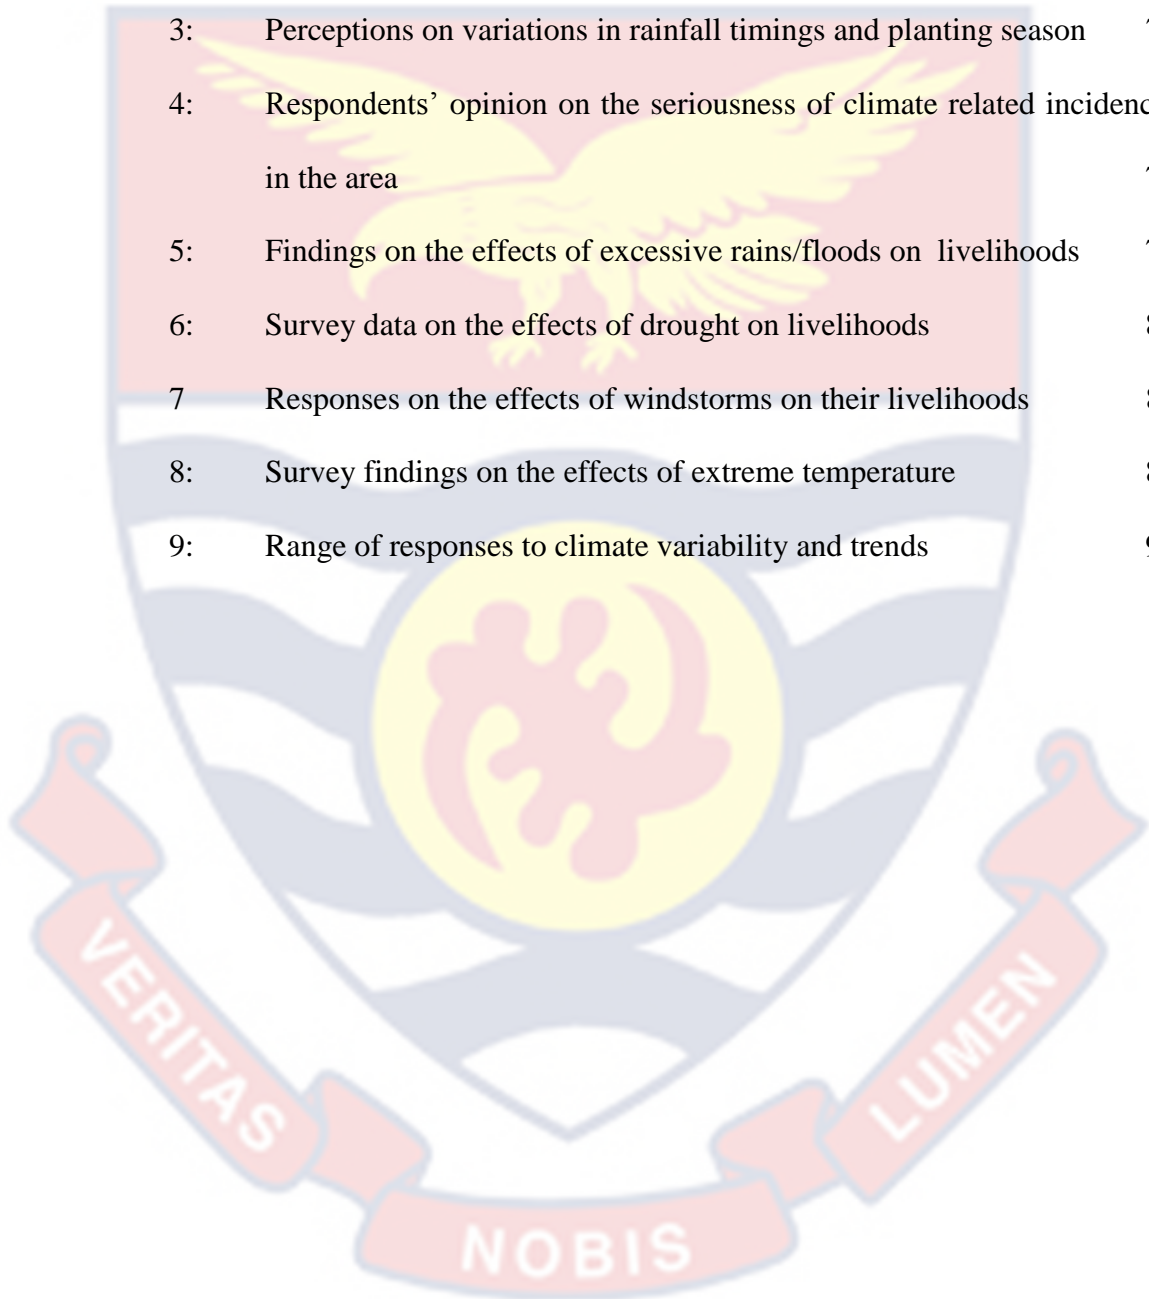 3: Perceptions on variations in rainfall timings and planting season
4: Respondents’ opinion on the seriousness of climate related
in the area
5: Findings on the effects of excessive rains/floods on livelihoods
6: Survey data on the effects of drought on livelihoods
7 Responses on the effects of windstorms on their livelihoods
8: Survey findings on the effects of extreme temperature
9: Range of responses to climate variability and trends
VERITAS
NOBIS
LUMEN